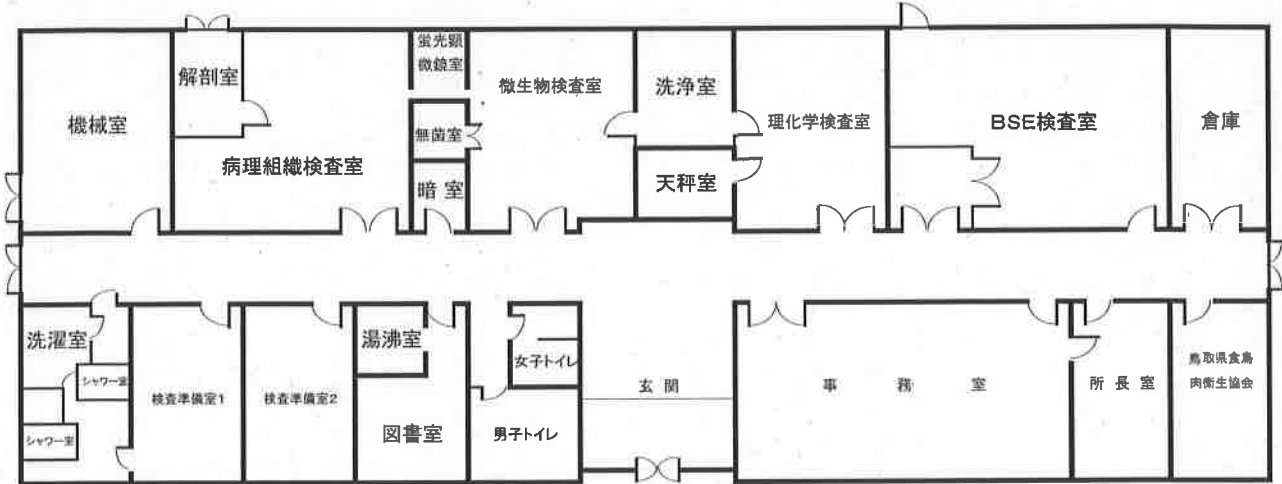 機械室
解剖室
病理組織検査室
蛍光顕
微鏡室
無菌室
暗室
微生物検査室
洗浄室
天秤室
理化学検査室
BSE検査室
倉庫
洗濯室
シャワー室
シャワー室
検査準備室1
検査準備室2
湯沸室
図書室
女子トイレ
男子トイレ
玄関
事務室
所長室
鳥取県食鳥
肉衛生協会